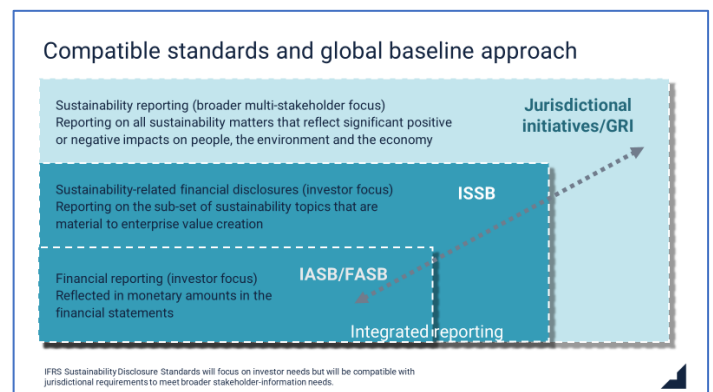 Compatible standards and global baseline approach
Sustainability reporting (broader multi-stakeholder focus)
Reporting on all sustainability matters that reflect significant positive
or negative impacts on people, the environment and the economy
Jurisdictional
initiatives/GRI
Sustainability-related financial disclosures (investor focus)
Reporting on the sub-set of sustainability topics that are
material to enterprise value creation
ISSB
Financial reporting (investor focus)
Reflected in monetary amounts in the
financial statements
IASB/FASB
Integrated reporting
IFRS Sustainability Disclosure Standards will focus on investor needs but will be compatible with
jurisdictional requirements to meet broader stakeholder-information needs.